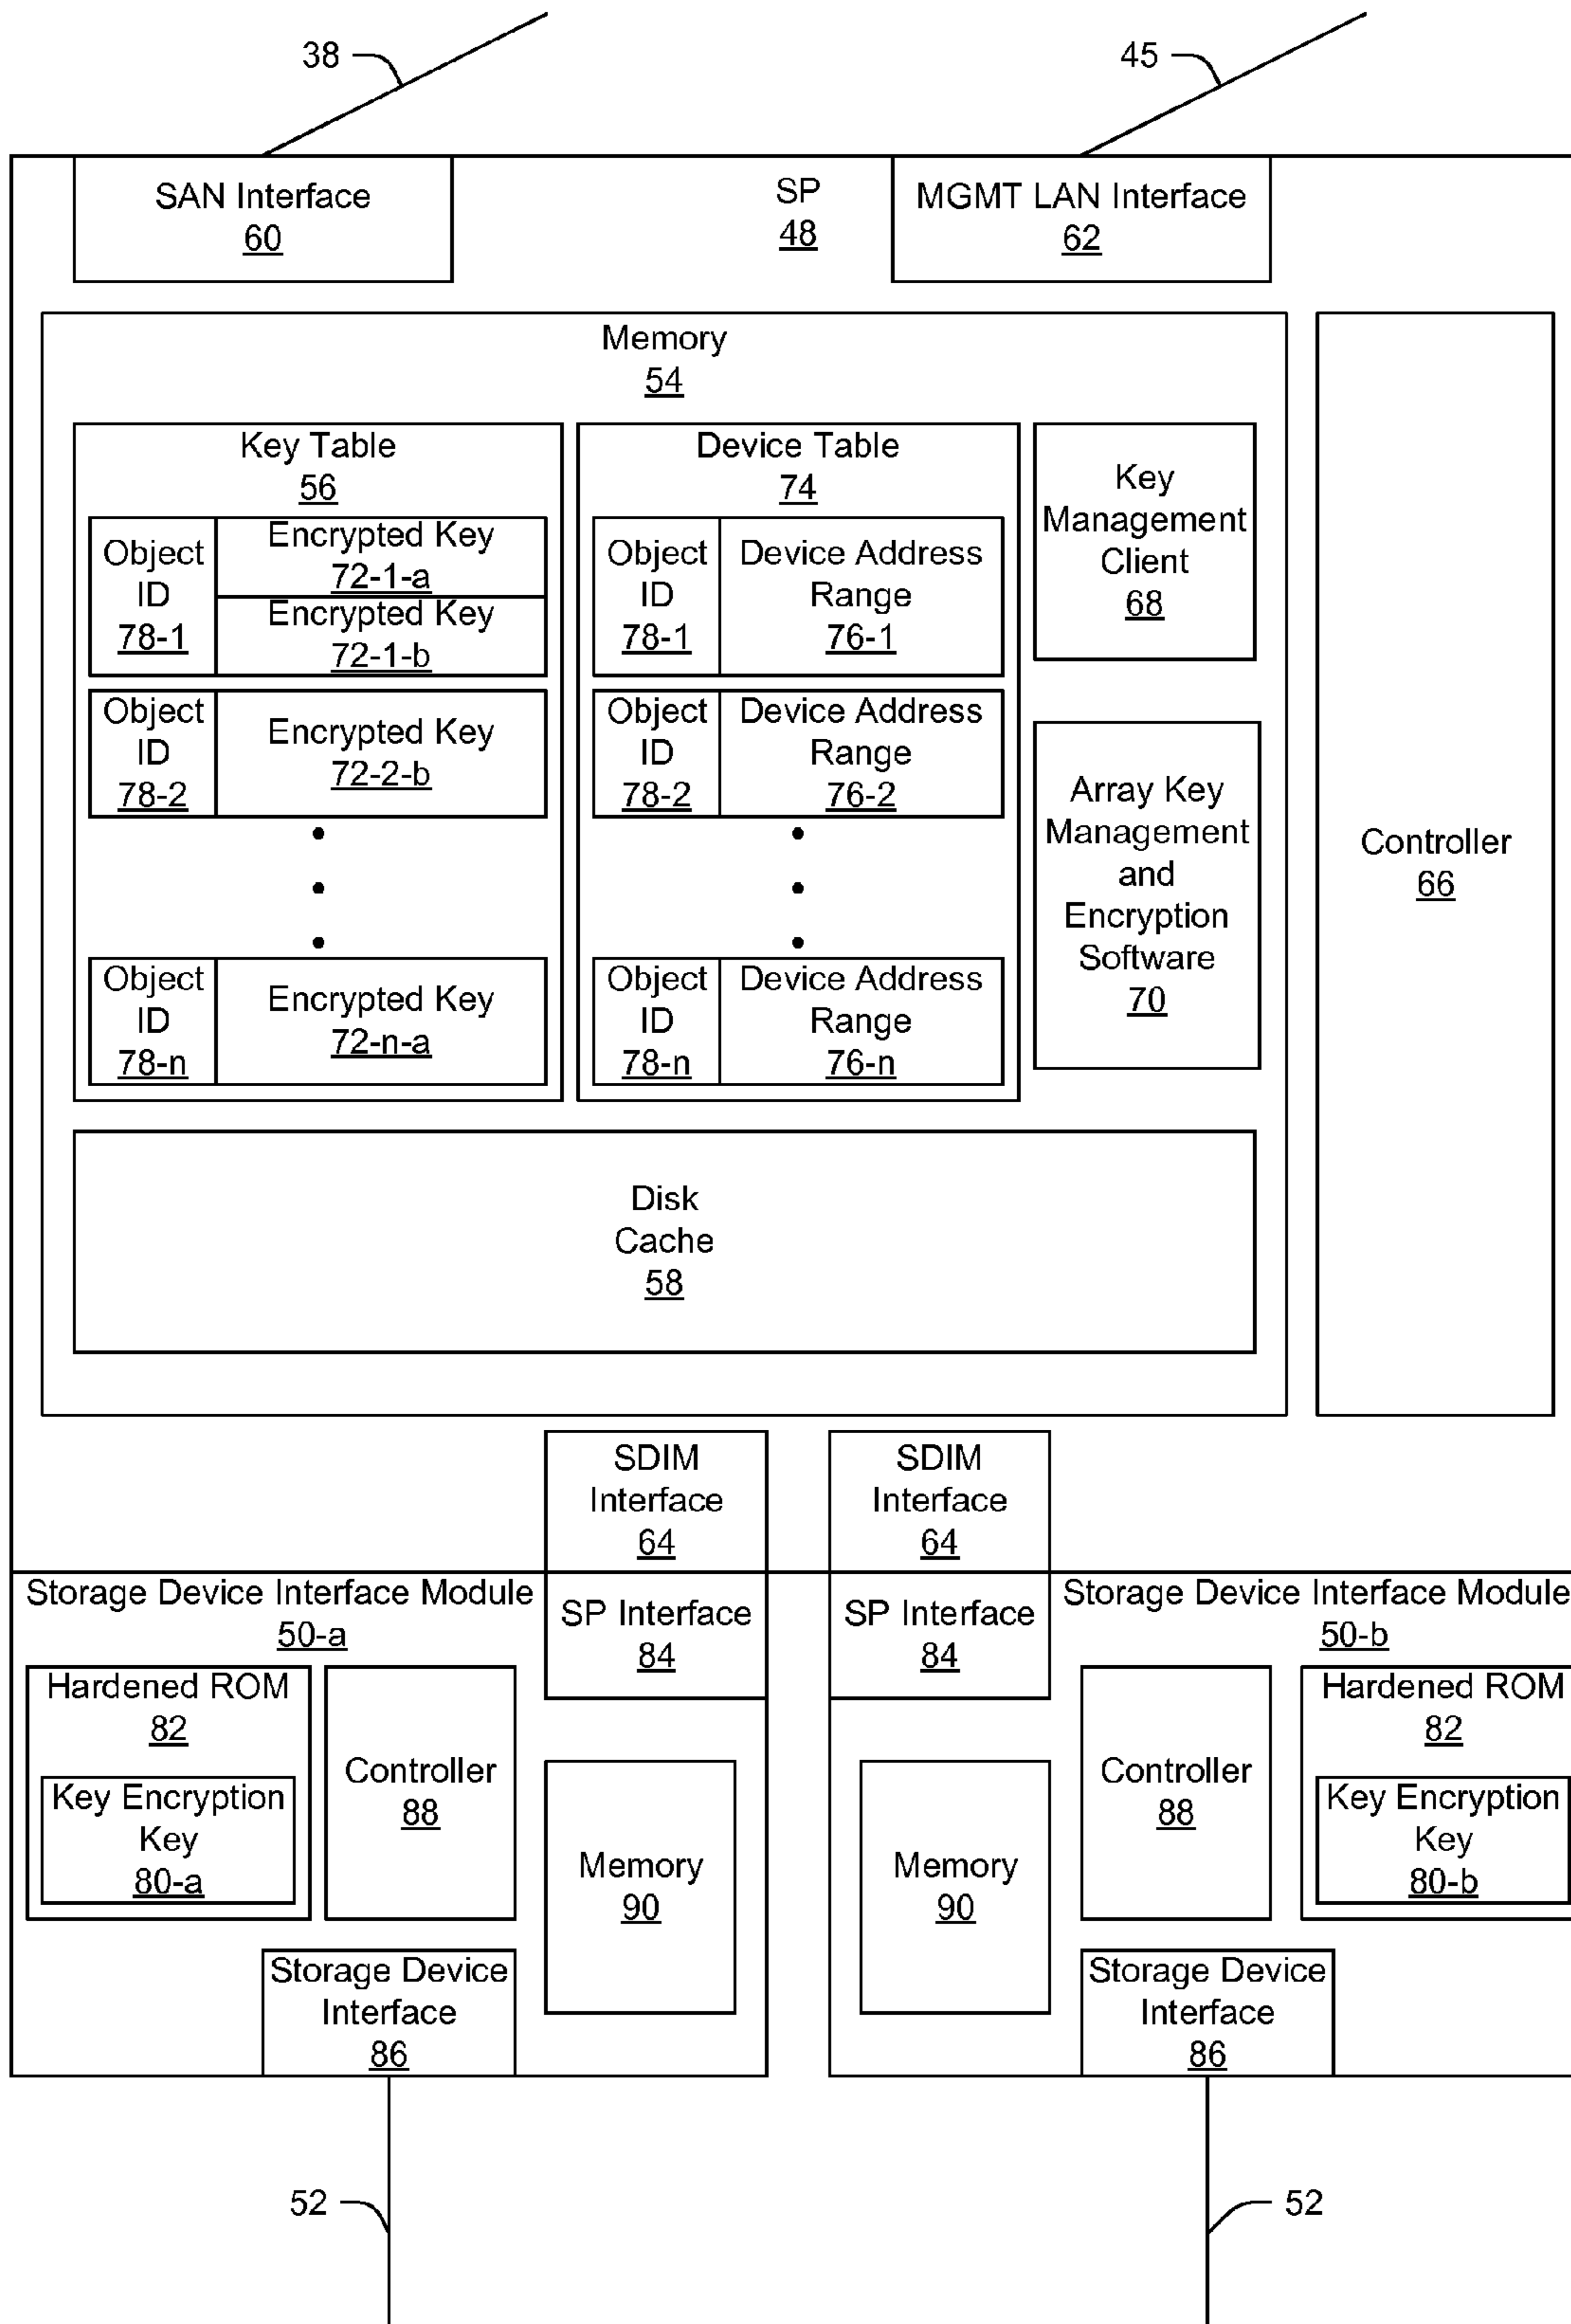 38
45
SAN Interface
60
SP
48
MGMT LAN Interface
62
Memory
54
Key Table
56
Object
ID
78-1
Encrypted Key
72-1-a
Encrypted Key
72-1-b
Object
ID
78-2
Encrypted Key
72-2-b
Object
ID
78-n
Encrypted Key
72-n-a
Device Table
74
Object
ID
78-1
Device Address
Range
76-1
Object
ID
78-2
Device Address
Range
76-2
Object
ID
78-n
Device Address
Range
76-n
Key
Management
Client
68
Array Key
Management
and
Encryption
Software
70
Controller
66
Disk
Cache
58
SDIM
Interface
64
SDIM
Interface
64
Storage Device Interface Module
50-a
SP Interface
84
Hardened ROM
82
Key Encryption
Key
80-a
Controller
88
Memory
90
Storage Device
Interface
86
SP Interface
84
Storage Device Interface Module
50-b
Memory
90
Controller
88
Hardened ROM
82
Key Encryption
Key
80-b
Storage Device
Interface
86
52
52